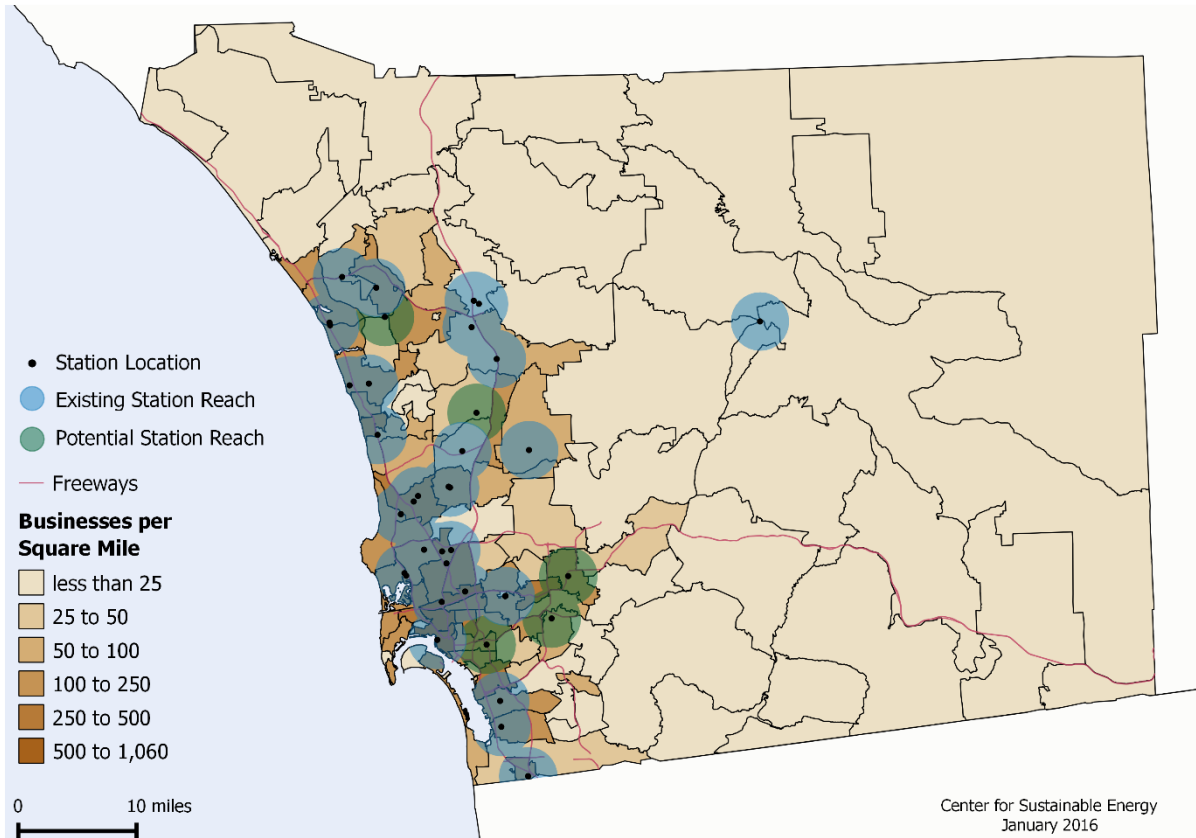 Station Location
Existing Station Reach
Potential Station Reach
Freeways
Businesses per
Square Mile
less than 25
25 to 50
50 to 100
100 to 250
250 to 500
500 to 1,060
0 10 miles
Center for Sustainable Energy
January 2016